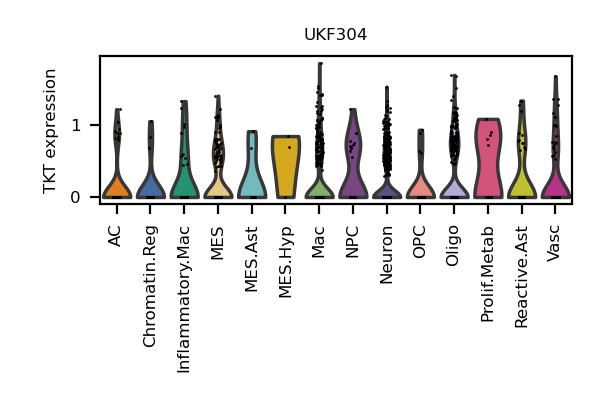 UKF304
TKT expression
1
0
AC
Chromatin.Reg
Inflammatory.Mac
MES
MES.Ast
MES.Hyp
Mac
NPC
Neuron
OPC
Oligo
Prolif.Metab
Reactive.Ast
Vasc